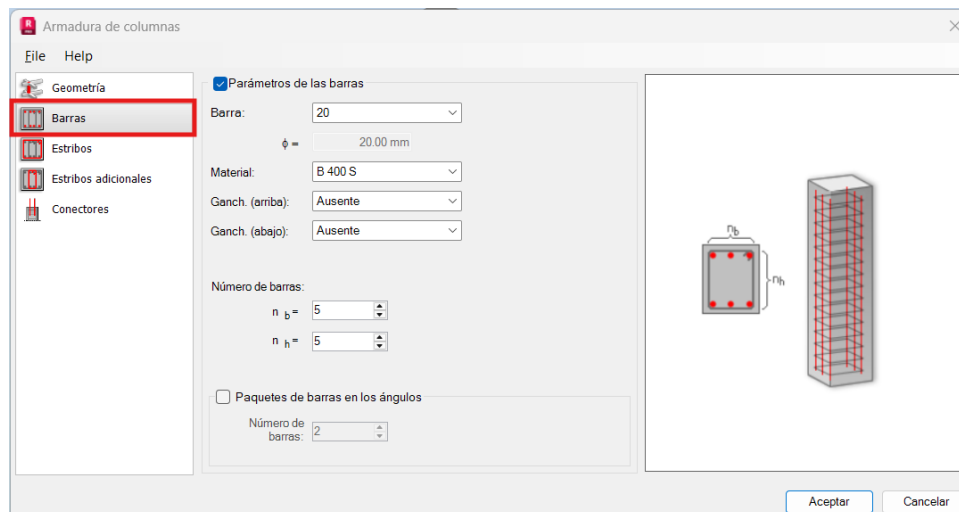 Armadura de columnas
File Help
Geometría
Barras
Estribos
Estribos adicionales
Conectores
Parámetros de las barras
Barra: 20
ϕ = 20.00 mm
Material: B 400 S
Ganch. (arriba): Ausente
Ganch. (abajo): Ausente
Número de barras:
n b = 5
n h = 5
Paquetes de barras en los ángulos
Número de barras: 2
nb
nh
Aceptar Cancelar